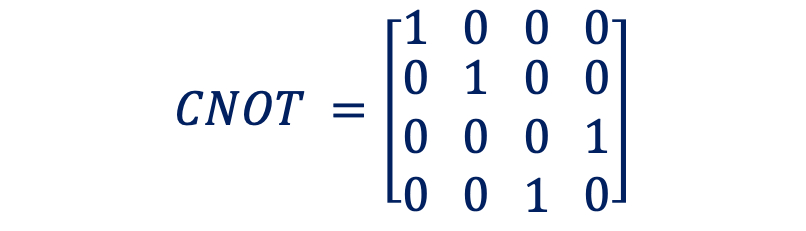 1 0 0 0
0 1 0 0
CNOT =
0 0 0 1
0 0 1 0